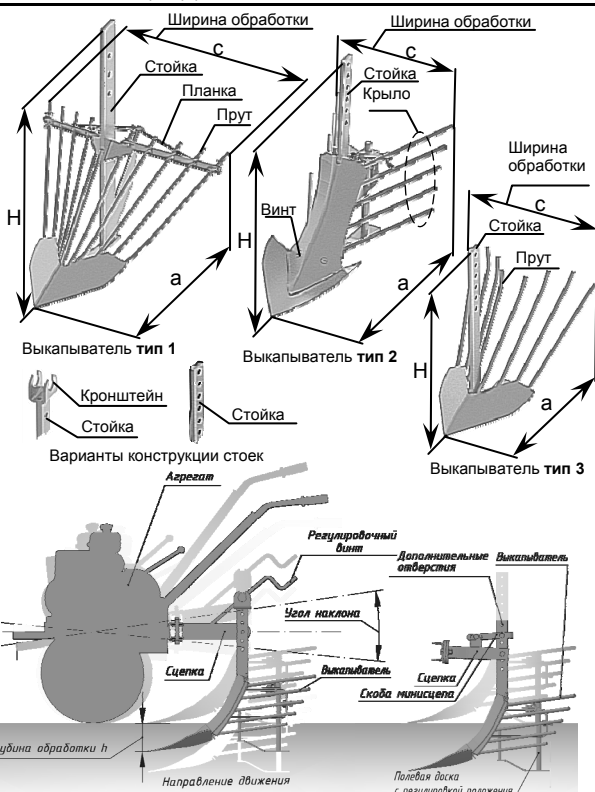 Ширина обработки
c
Стойка
Планка
Прут
H
a
Выкапыватель тип 1
Ширина обработки
c
Стойка
Крыло
Винт
H
a
Выкапыватель тип 2
Ширина
обработки
c
Стойка
Прут
H
a
Выкапыватель тип 3
Кронштейн
Стойка
Стойка
Варианты конструкции стоек
Агрегат
Регулировочный
винт
Угол наклона
Сцепка
Выкапыватель
обработки h
Направление движения
Дополнительные
отверстия
Выкапыватель
Сцепка
Скоба минисцепа
Полевая доска
с регулировкой положения